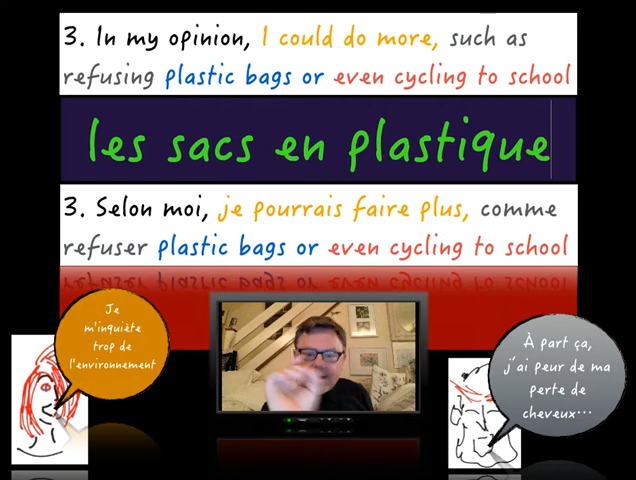 3. In my opinion, I could do more, such as
refusing plastic bags or even cycling to school
les sacs en plastique
3. Selon moi, je pourrais faire plus, comme
refuser plastic bags or even cycling to school
Je
m'inquiète
trop de
l'environnement
À part ça,
j'ai peur de ma
perte de
cheveux...